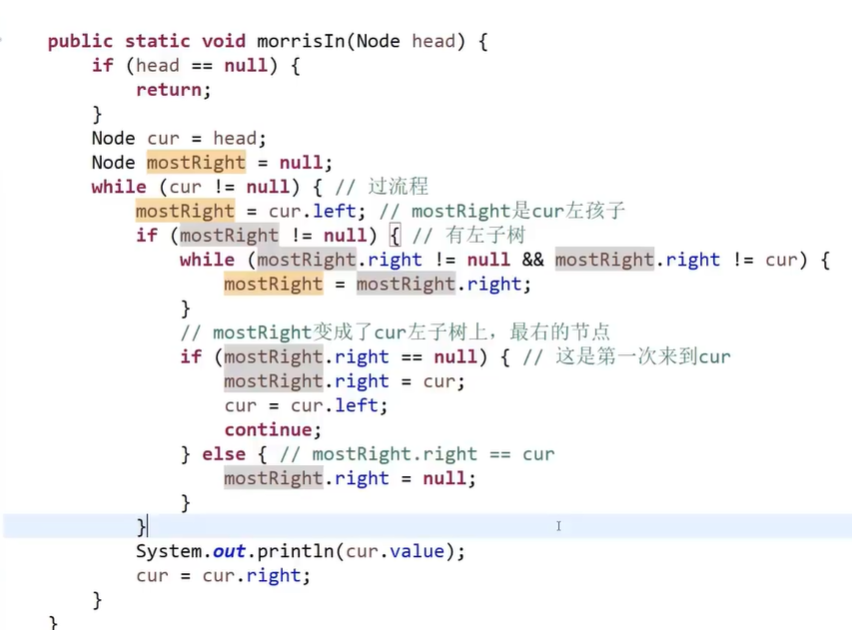 public static void morrisIn(Node head) {
if (head == null) {
return;
}
Node cur = head;
Node mostRight = null;
while (cur != null) { // 过流程
mostRight = cur.left; // mostRight是cur左孩子
if (mostRight != null) { // 有左子树
while (mostRight.right != null && mostRight.right != cur) {
mostRight = mostRight.right;
}
// mostRight变成了cur左子树上，最右的节点
if (mostRight.right == null) { // 这是第一次来到cur
mostRight.right = cur;
cur = cur.left;
continue;
} else { // mostRight.right == cur
mostRight.right = null;
}
}
System.out.println(cur.value);
cur = cur.right;
}
}